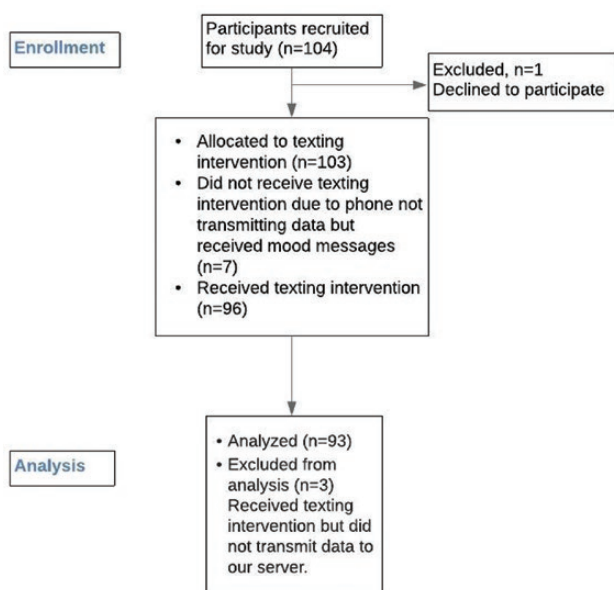 Enrollment
Participants recruited
for study (n=104)
Excluded, n=1
Declined to participate
• Allocated to texting
intervention (n=103)
• Did not receive texting
intervention due to phone not
transmitting data but
received mood messages
(n=7)
• Received texting intervention
(n=96)
Analysis
• Analyzed (n=93)
• Excluded from
analysis (n=3)
Received texting
intervention but did
not transmit data to
our server.